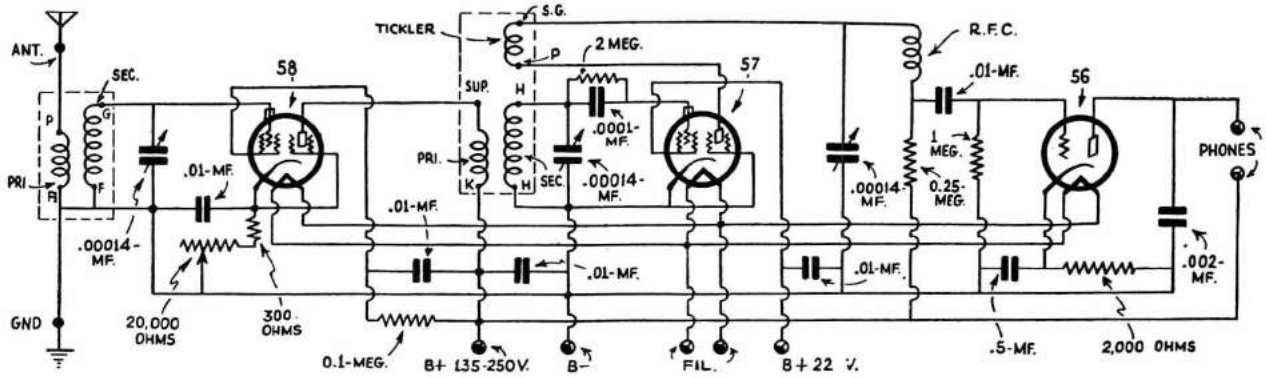 S.G.
TICKLER
P
2 MEG.
R.F.C.
ANT.
SEC.
58
57
.01-MF.
56
SUP.
H
G
P
.0001-
MF.
1
MEG.
PHONES
PRI.
SEC.
.00014-
MF.
PRI.
F
.01-MF.
K
H
.00014-
MF.
0.25-
MEG.
.01-MF.
.00014-
MF.
.01-MF.
.01-MF.
.002-
MF.
GND
20,000
OHMS
300
OHMS
0.1-MEG.
B+ 135-250V.
B-
FIL.
B+22 V.
.5-MF.
2,000 OHMS